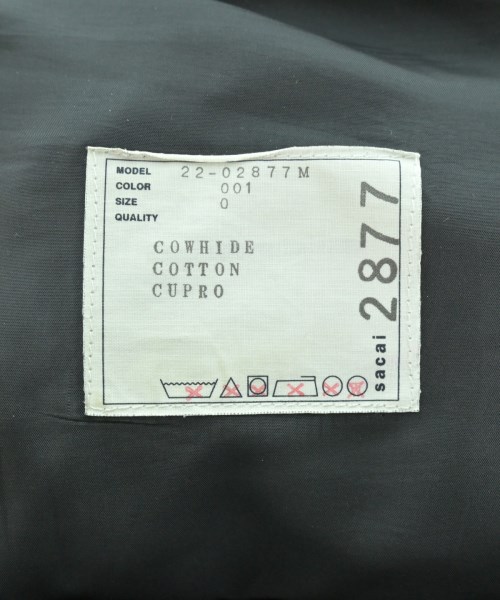 MODEL 22-02877M
COLOR 001
SIZE 0
QUALITY
COWHIDE
COTTON
CUPRO
sacai 2877